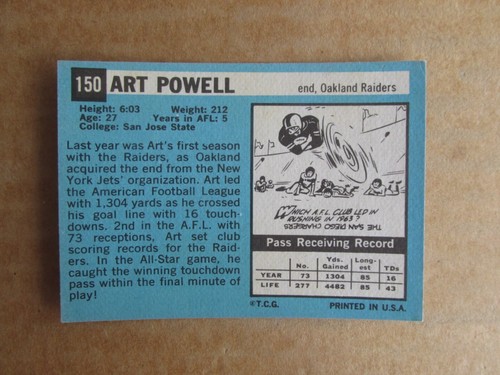 150 ART POWELL
end, Oakland Raiders
Height: 6:03 Weight: 212
Age: 27 Years in AFL: 5
College: San Jose State
Last year was Art's first season
with the Raiders, as Oakland
acquired the end from the New
York Jets' organization. Art led
the American Football League
with 1,304 yards as he crossed
his goal line with 16 touch-
downs. 2nd in the A.F.L. with
73 receptions, Art set club
scoring records for the Raid-
ers. In the All-Star game, he
caught the winning touchdown
pass within the final minute of
play!
WHICH A.F.L. CLUB LED IN
RUSHING IN 1963?
THE SAN DIEGO CHARGERS
Pass Receiving Record
No. Yds. Gained Long-est TDs
YEAR 73 1304 85 16
LIFE 277 4482 85 43
©T.C.G. PRINTED IN U.S.A.